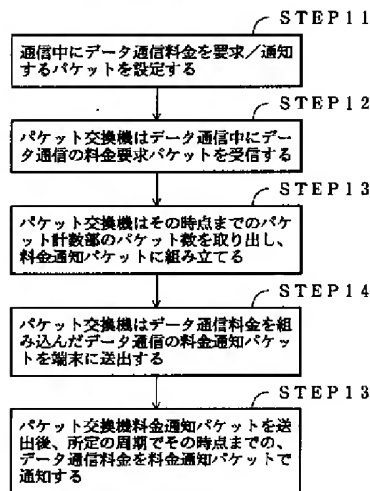 STEP11
通信中にデータ通信料金を要求／通知
するパケットを設定する
STEP12
パケット交換機はデータ通信中にデー
タ通信の料金要求パケットを受信する
STEP13
パケット交換機はその時点までのパケ
ット計数部のパケット数を取り出し、
料金通知パケットに組み立てる
STEP14
パケット交換機はデータ通信料金を組
み込んだデータ通信の料金通知パケッ
トを端末に送出する
STEP13
パケット交換機料金通知パケットを送
出後、所定の周期でその時点までの、
データ通信料金を料金通知パケットで
通知する